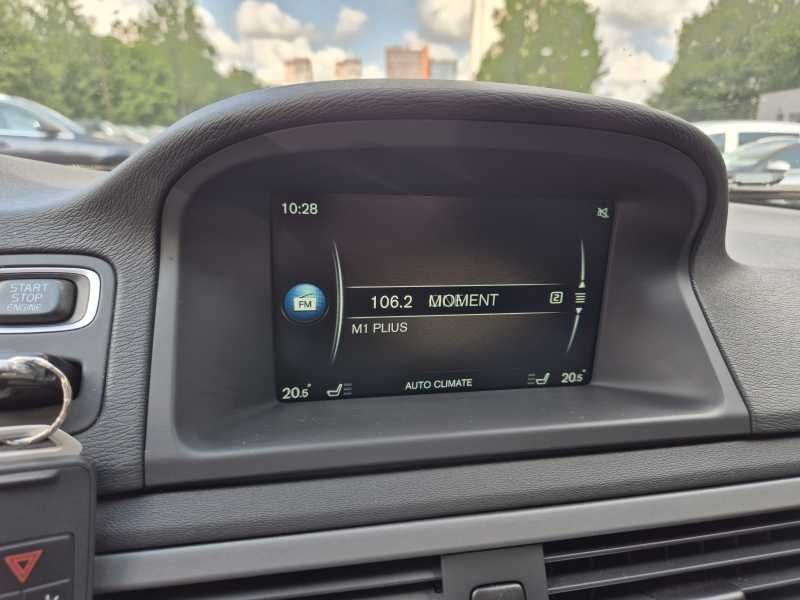 10:28
START
STOP
ENGINE
FM
106.2 MOMENT 2
M1 PLIUS
20.5° AUTO CLIMATE 20.5°